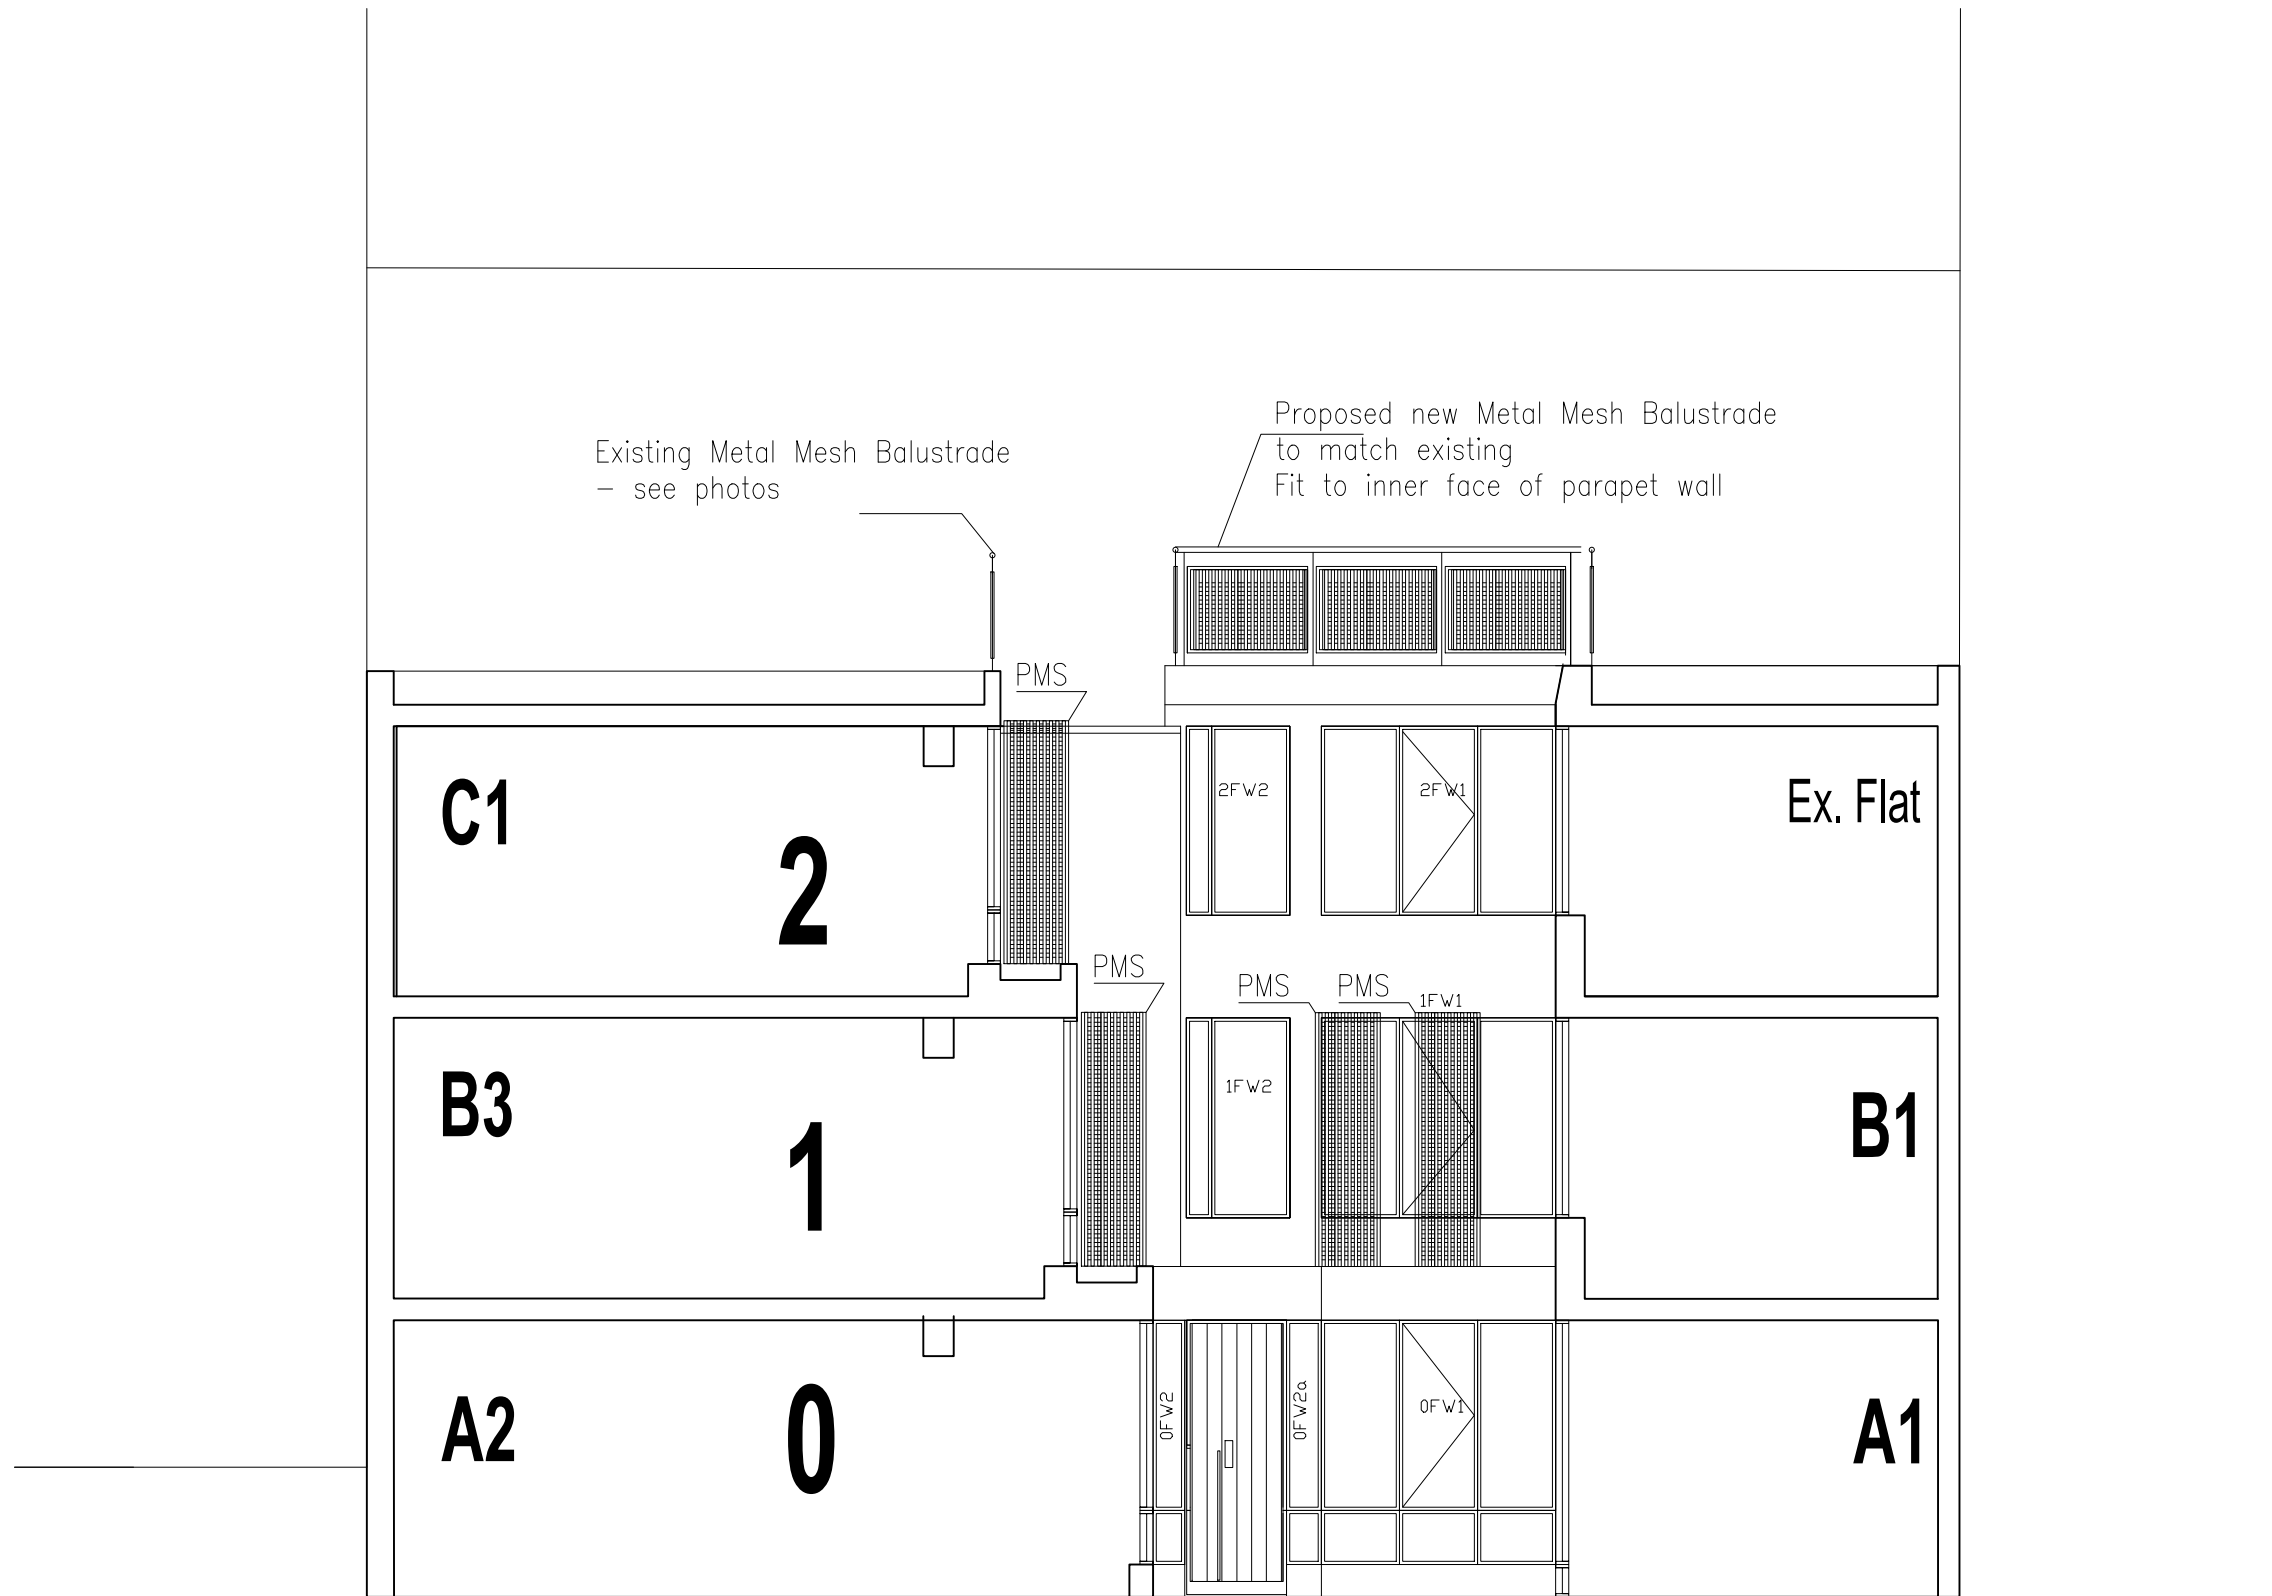 Proposed new Metal Mesh Balustrade
to match existing
Fit to inner face of parapet wall
Existing Metal Mesh Balustrade
- see photos
PMS
C1
2
2FW2
2FW1
Ex. Flat
PMS
PMS
PMS
1FW1
B3
1
1FW2
B1
A2
0
0FW2
0FW2a
0FW1
A1